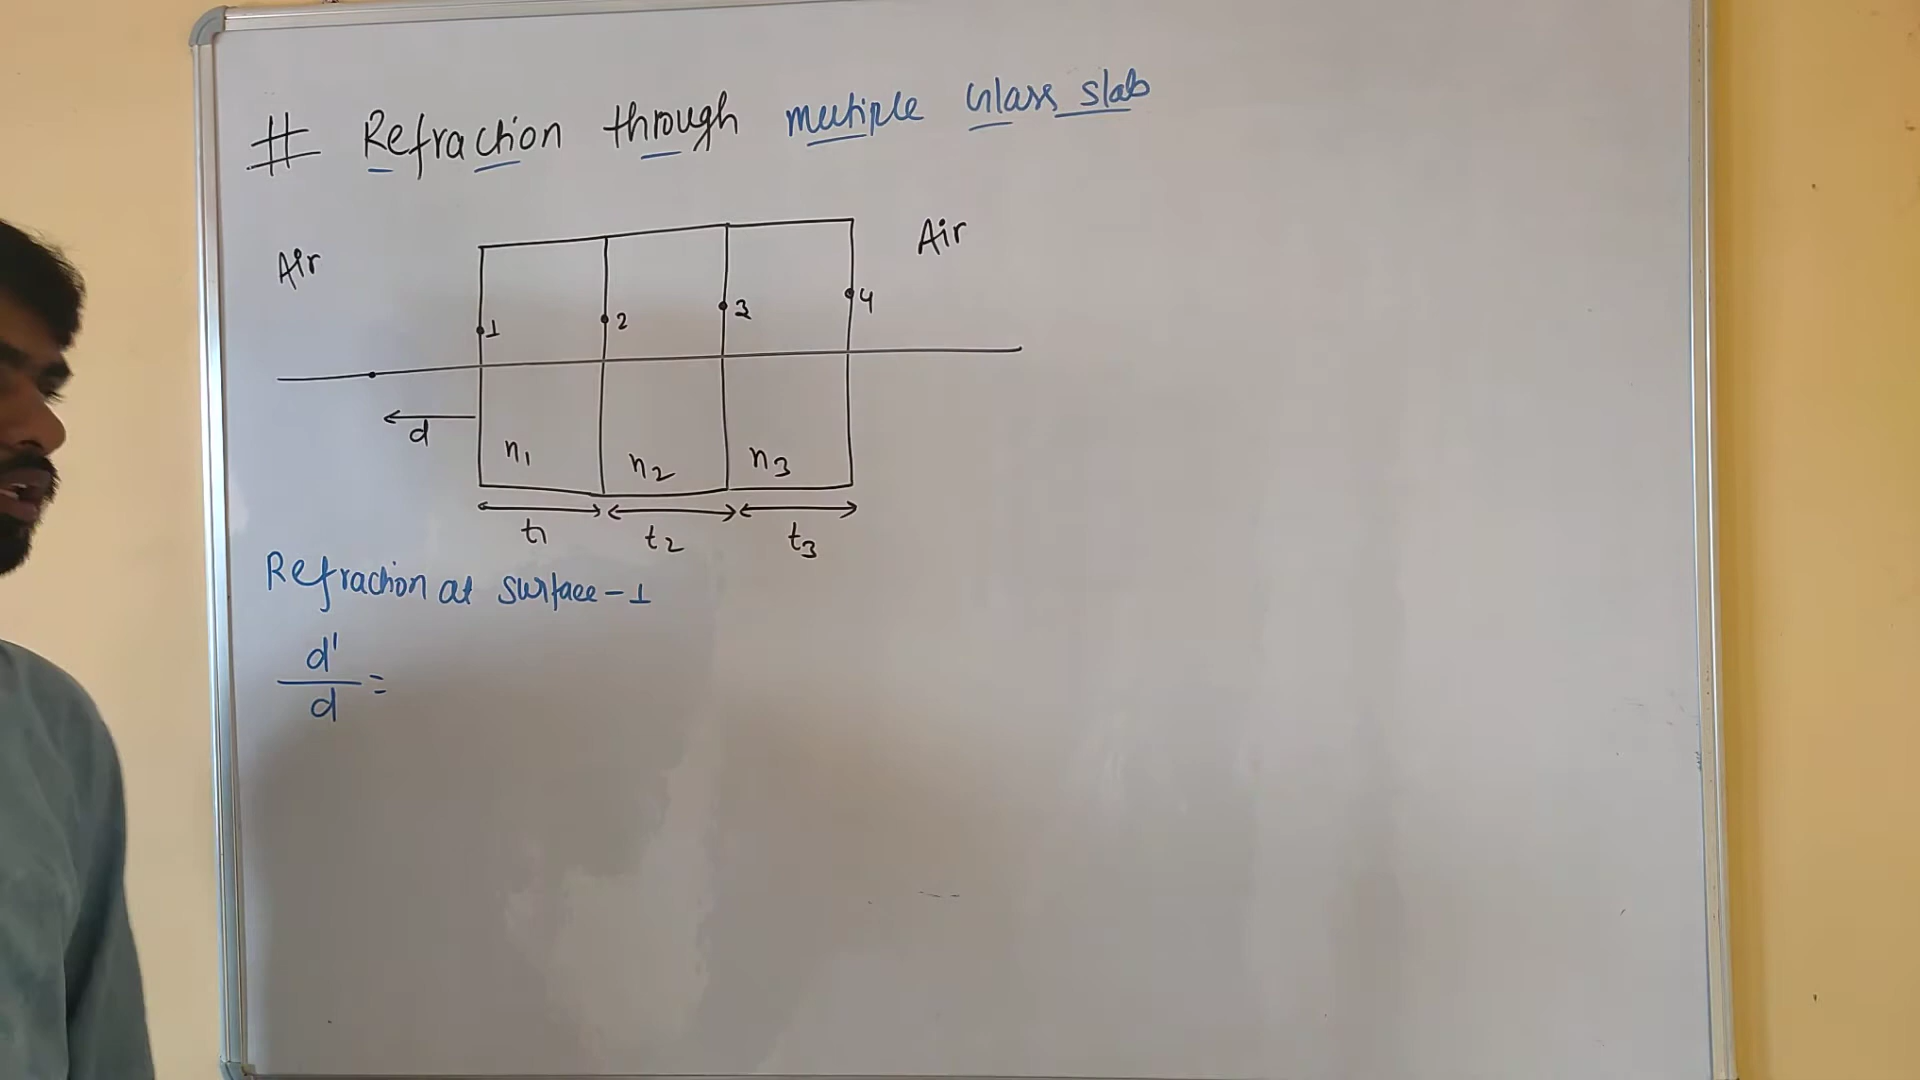 # Refraction through multiple Glass slab
Air
Air
1
2
3
4
d
n₁
n₂
n₃
t₁
t₂
t₃
Refraction at surface-1
d'
d
=